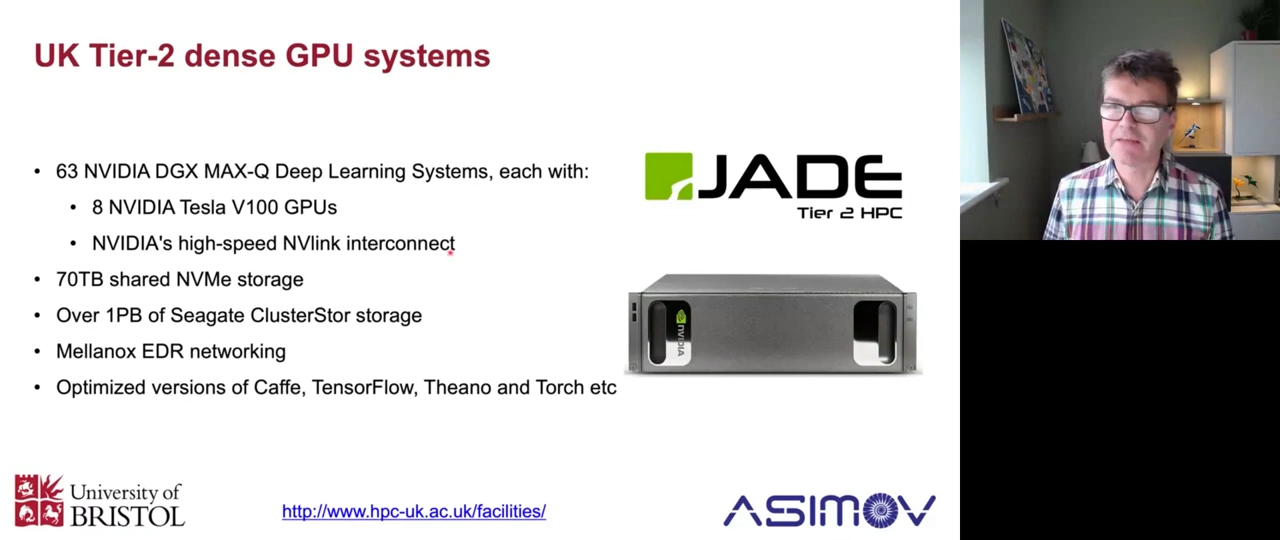 UK Tier-2 dense GPU systems
• 63 NVIDIA DGX MAX-Q Deep Learning Systems, each with:
• 8 NVIDIA Tesla V100 GPUs
• NVIDIA's high-speed NVlink interconnect
• 70TB shared NVMe storage
• Over 1PB of Seagate ClusterStor storage
• Mellanox EDR networking
• Optimized versions of Caffe, TensorFlow, Theano and Torch etc
JADE
Tier 2 HPC
NVIDIA
University of
BRISTOL
http://www.hpc-uk.ac.uk/facilities/
ASIMOV